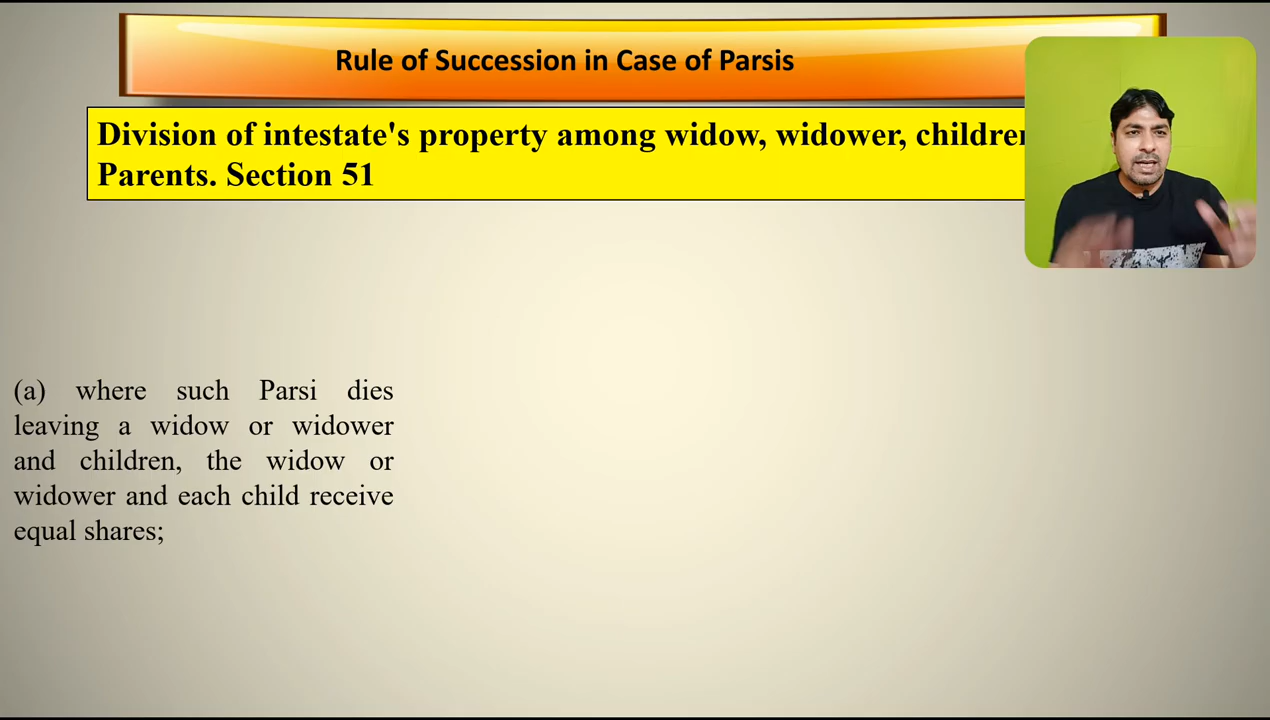 Rule of Succession in Case of Parsis
Division of intestate's property among widow, widower, children
Parents. Section 51
(a) where such Parsi dies
leaving a widow or widower
and children, the widow or
widower and each child receive
equal shares;